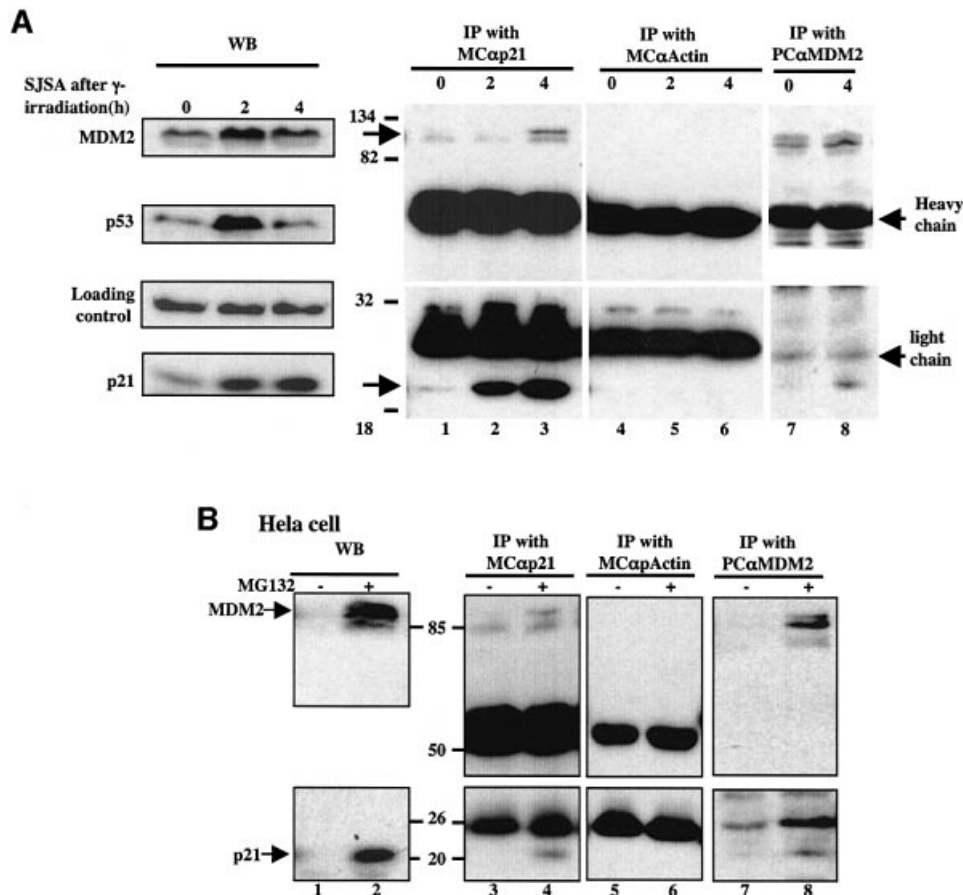 A
WB
IP with
MCαp21
IP with
MCαActin
IP with
PCαMDM2
SJSA after γ-
irradiation(h)
0 2 4
0 2 4
0 2 4
0 4
MDM2
134
82
p53
Heavy
chain
Loading
control
32
light
chain
p21
18
1 2 3 4 5 6 7 8
B
Hela cell
WB
IP with
MCαp21
IP with
MCαpActin
IP with
PCαMDM2
MG132 - + - + - + - +
MDM2
85
50
26
p21
20
1 2 3 4 5 6 7 8